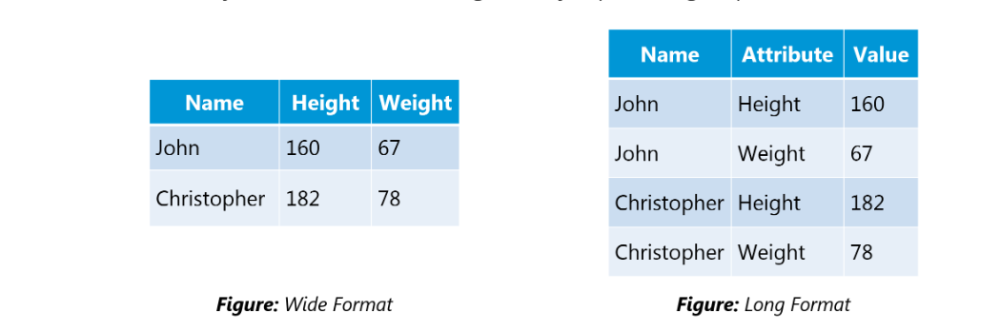 Name Height Weight
John 160 67
Christopher 182 78
Figure: Wide Format
Name Attribute Value
John Height 160
John Weight 67
Christopher Height 182
Christopher Weight 78
Figure: Long Format